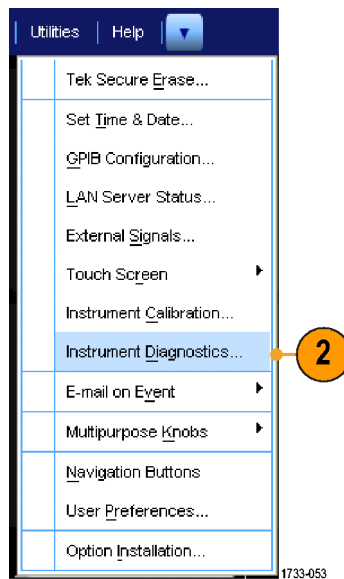 Utilities Help
Tek Secure Erase...
Set Time & Date...
GPIB Configuration...
LAN Server Status...
External Signals...
Touch Screen
Instrument Calibration...
Instrument Diagnostics...
2
E-mail on Event
Multipurpose Knobs
Navigation Buttons
User Preferences...
Option Installation...
1733-053